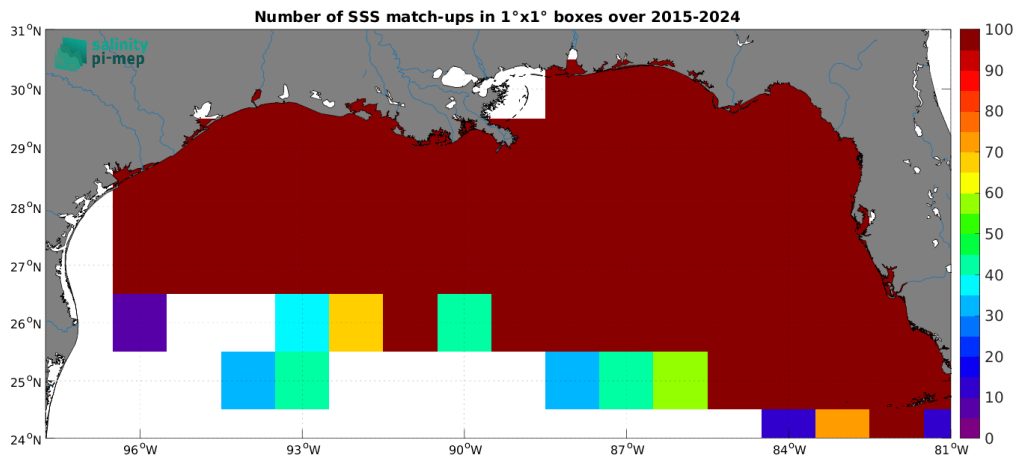 Number of SSS match-ups in 1°x1° boxes over 2015-2024
salinity
pi-mep
31°N
30°N
29°N
28°N
27°N
26°N
25°N
24°N
96°W
93°W
90°W
87°W
84°W
81°W
100
90
80
70
60
50
40
30
20
10
0